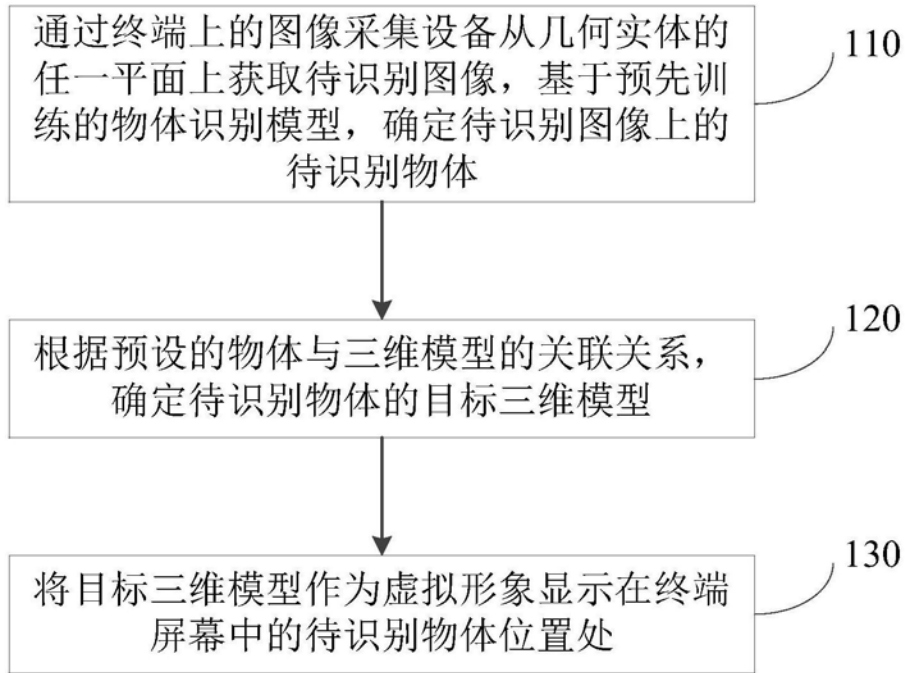 通过终端上的图像采集设备从几何实体的
任一平面上获取待识别图像，基于预先训
练的物体识别模型，确定待识别图像上的
待识别物体
110
根据预设的物体与三维模型的关联关系，
确定待识别物体的目标三维模型
120
将目标三维模型作为虚拟形象显示在终端
屏幕中的待识别物体位置处
130